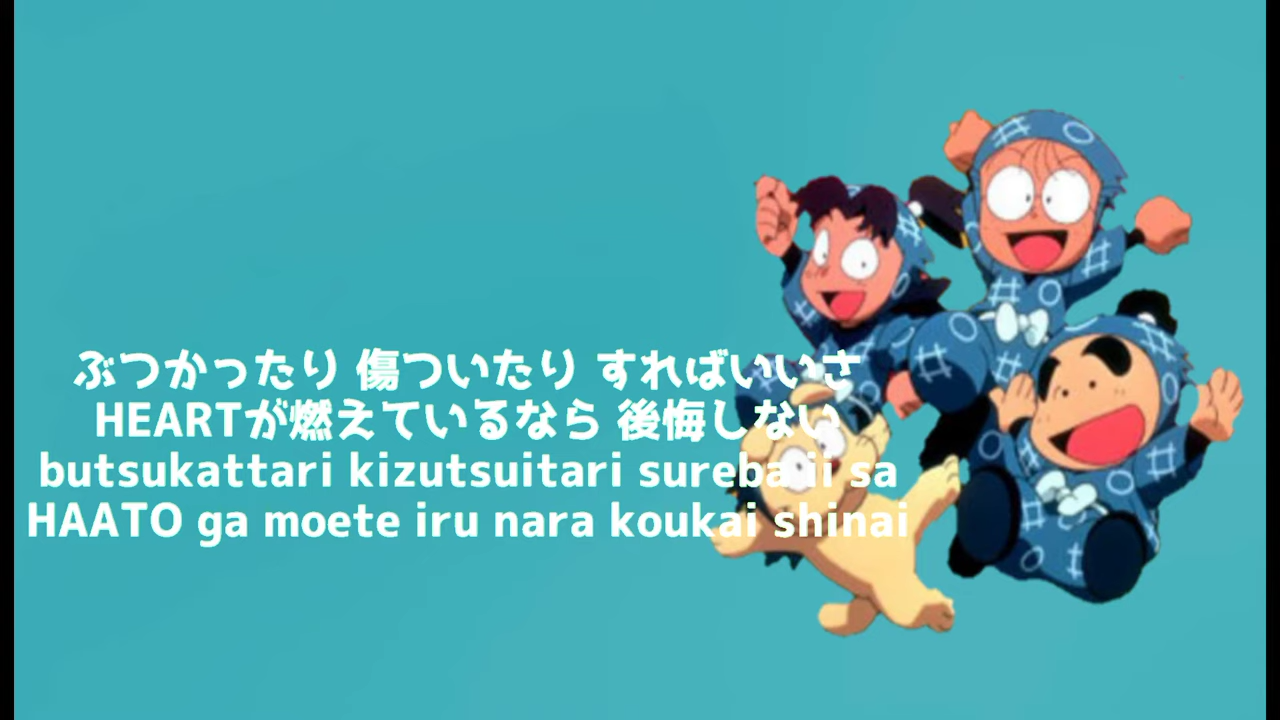 ぶつかったり 傷ついたり すればいいさ
HEARTが燃えているなら 後悔しない
butsukattari kizutsuitari sureba ii sa
HAATO ga moete iru nara koukai shinai